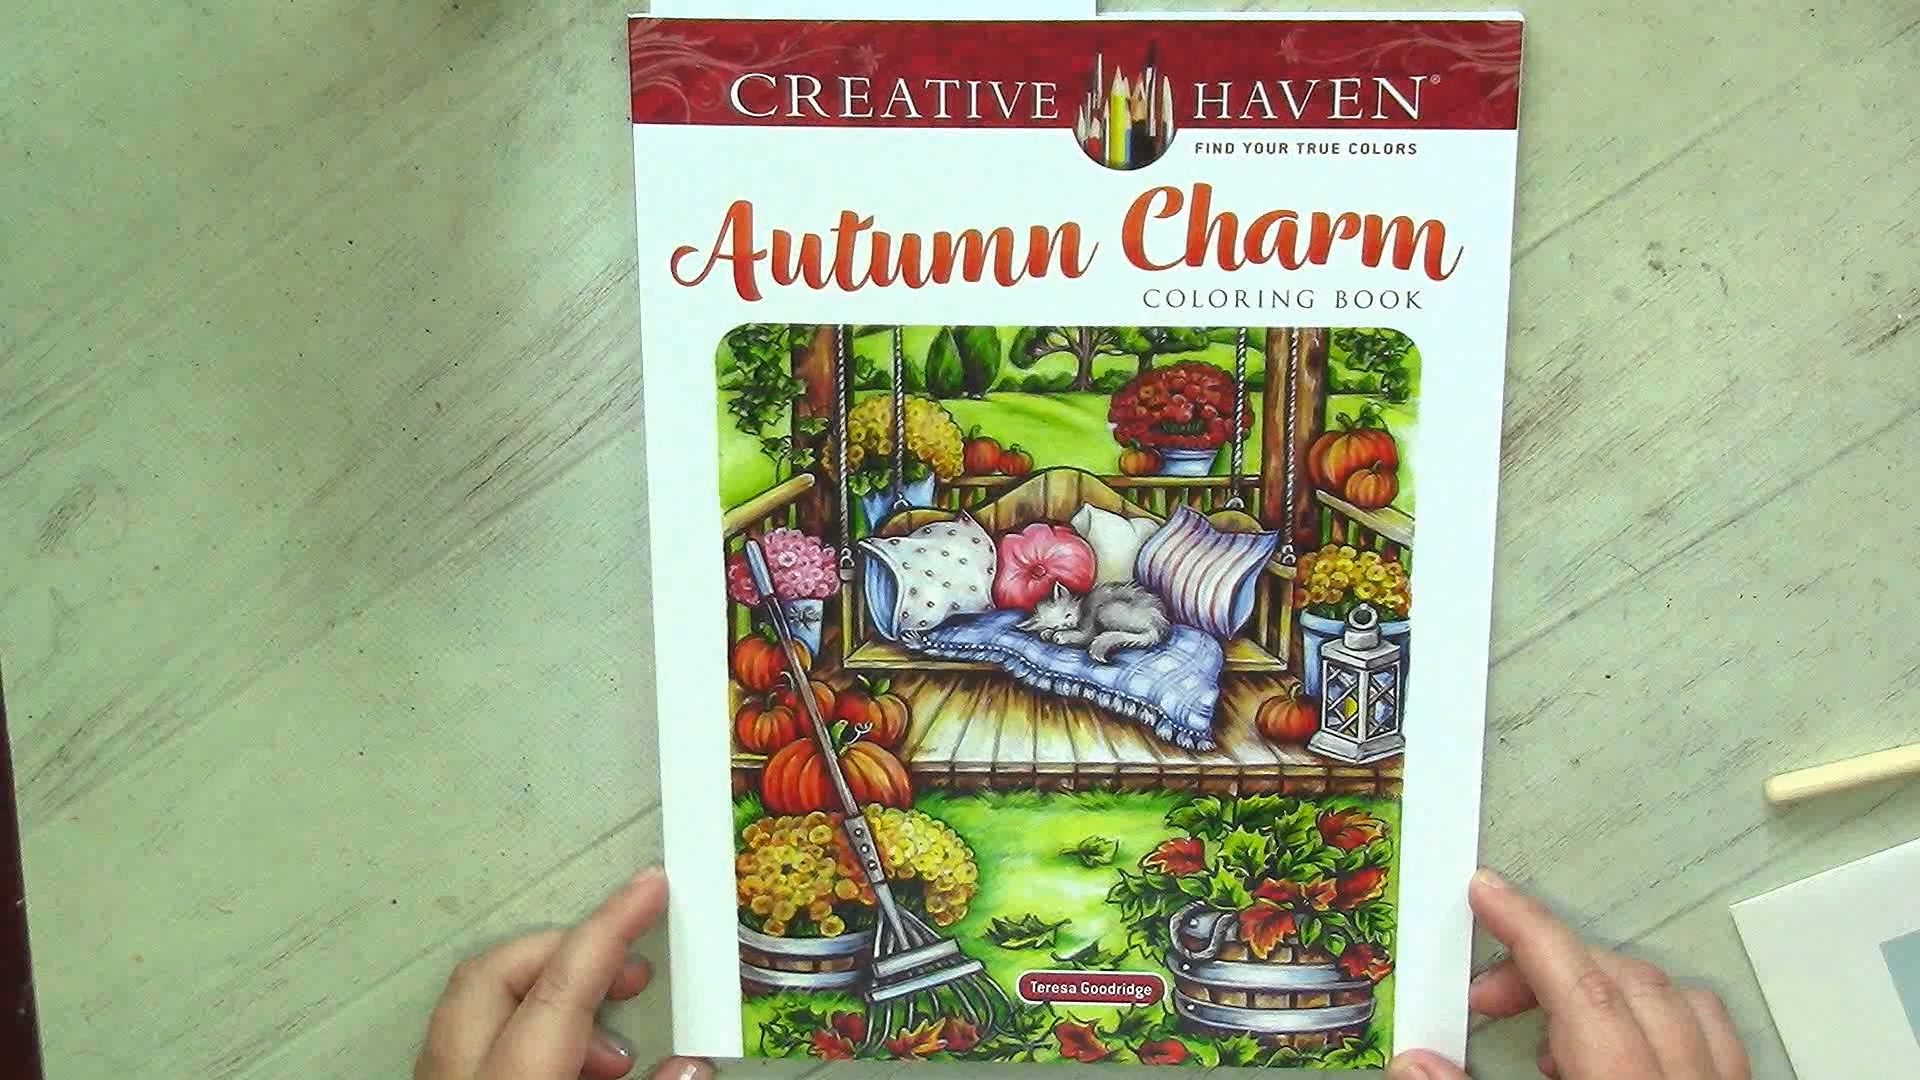 CREATIVE HAVEN®
FIND YOUR TRUE COLORS
Autumn Charm
COLORING BOOK
Teresa Goodridge